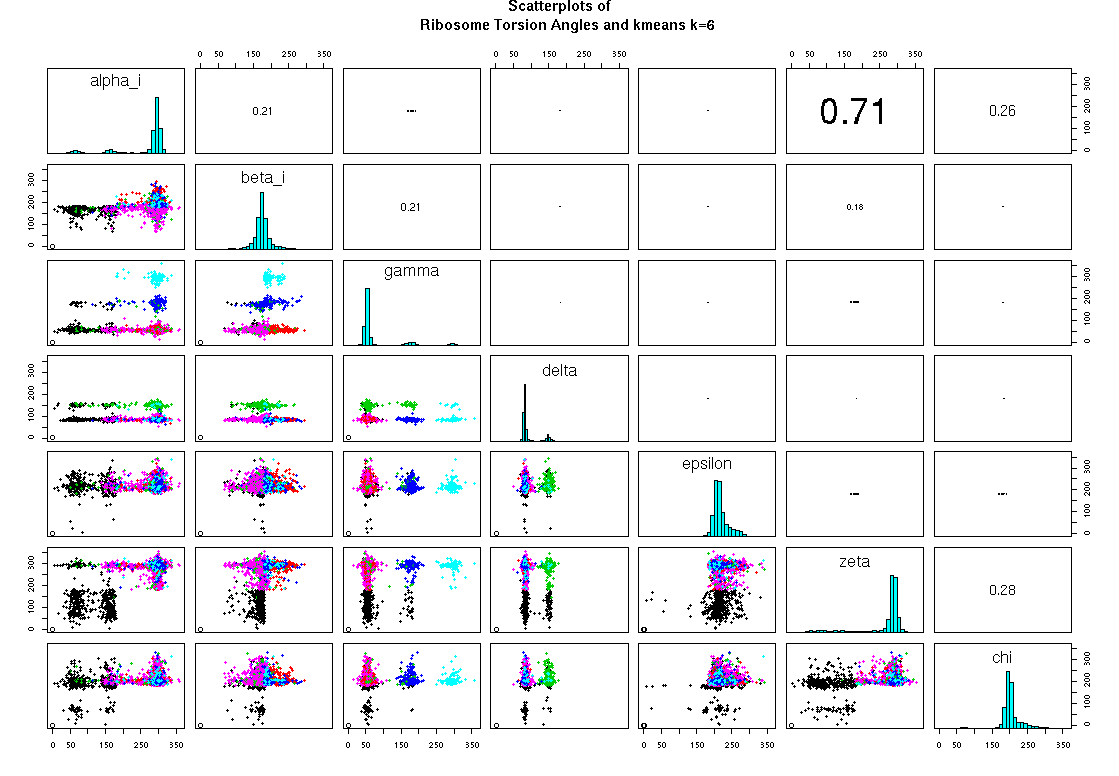 Scatterplots of
Ribosome Torsion Angles and kmeans k=6
0 50 150 250 350 0 50 150 250 350 0 50 150 250 350
alpha_i 0.21 0.71 0.26 0 100 200 300
0 100 200 300 beta_i 0.21 0.18
gamma 0 100 200 300
0 100 200 300 delta
epsilon 0 100 200 300
0 100 200 300 zeta 0.28
chi 0 100 200 300
0 50 150 250 350 0 50 150 250 350 0 50 150 250 350 0 50 150 250 350